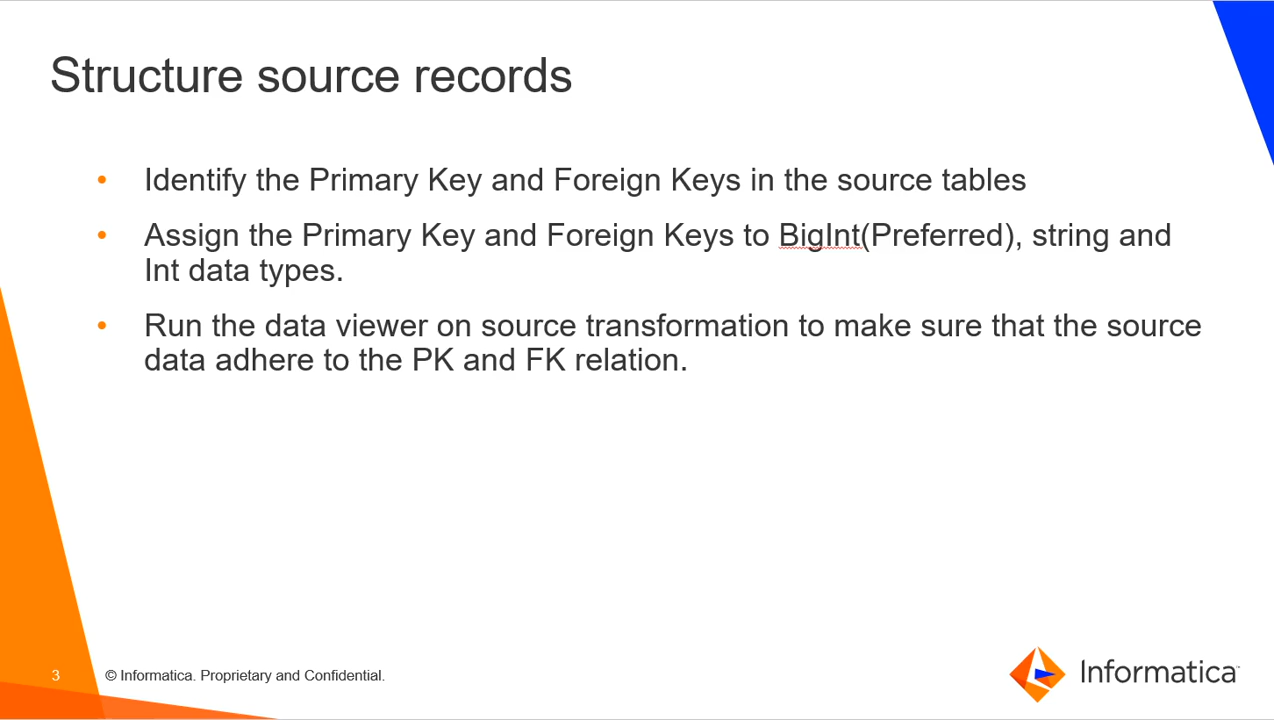 Structure source records
• Identify the Primary Key and Foreign Keys in the source tables
• Assign the Primary Key and Foreign Keys to BigInt(Preferred), string and
Int data types.
• Run the data viewer on source transformation to make sure that the source
data adhere to the PK and FK relation.
3 © Informatica. Proprietary and Confidential.
Informatica™